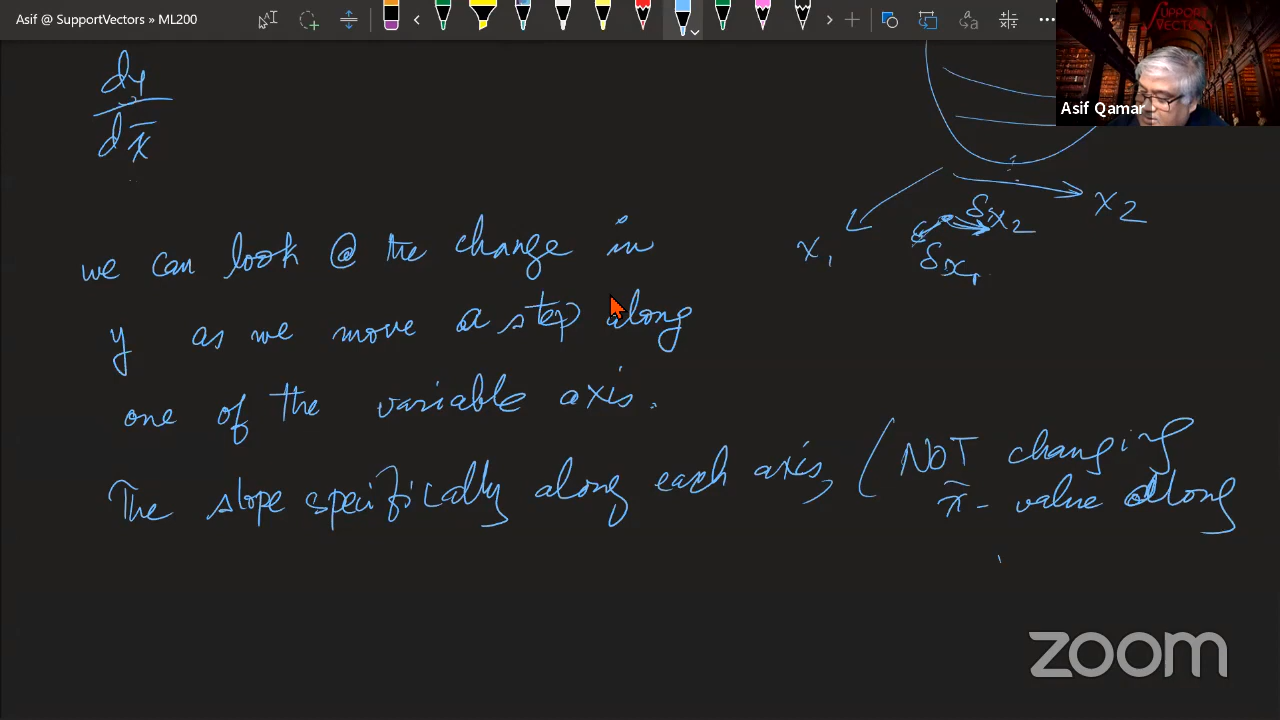 Asif @ SupportVectors » ML200
SUPPORT
VECTORS
Asif Qamar
dy
dx̄
x₂
δx₂
x₁
δx₁
we can look @ the change in
y as we move a step along
one of the variable axis.
The slope specifically along each axis, (NOT changing
x̄ - value along
zoom